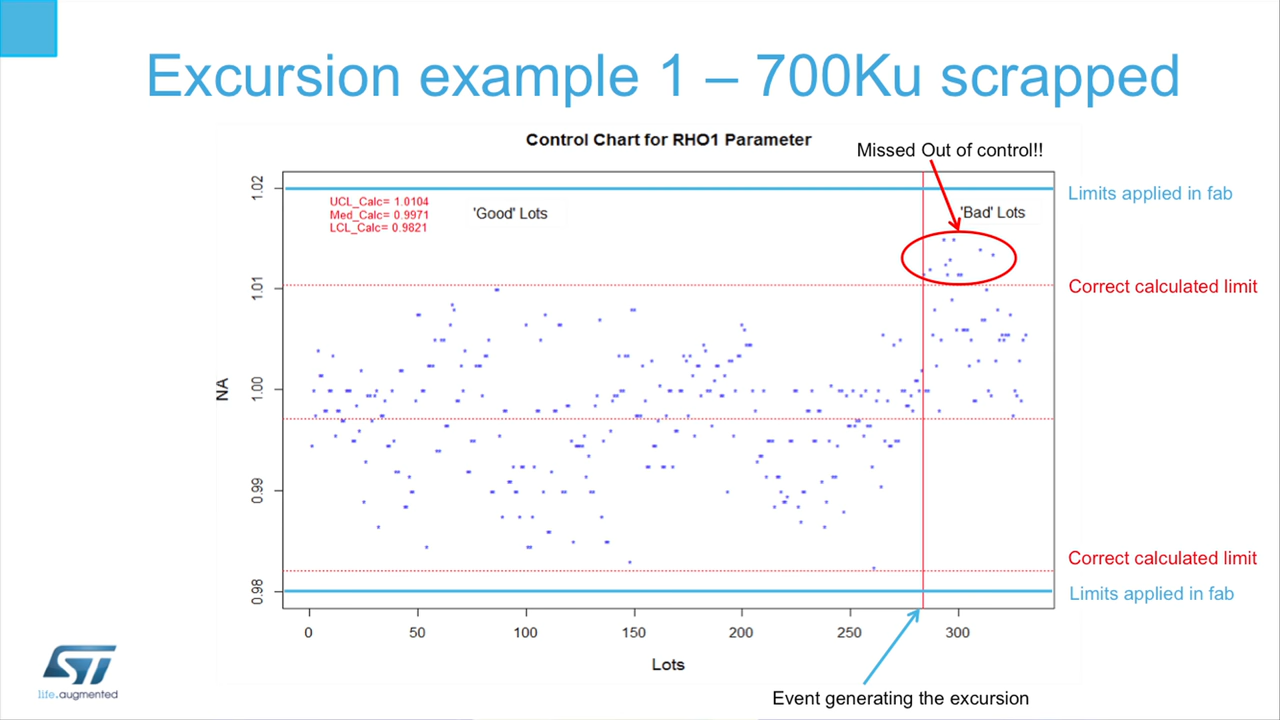 Excursion example 1 – 700Ku scrapped
Control Chart for RHO1 Parameter
Missed Out of control!!
1.02
Limits applied in fab
UCL_Calc= 1.0104
Med_Calc= 0.9971
LCL_Calc= 0.9821
'Good' Lots
'Bad' Lots
1.01
Correct calculated limit
NA
1.00
0.99
Correct calculated limit
0.98
Limits applied in fab
0 50 100 150 200 250 300
Lots
ST
life.augmented
Event generating the excursion